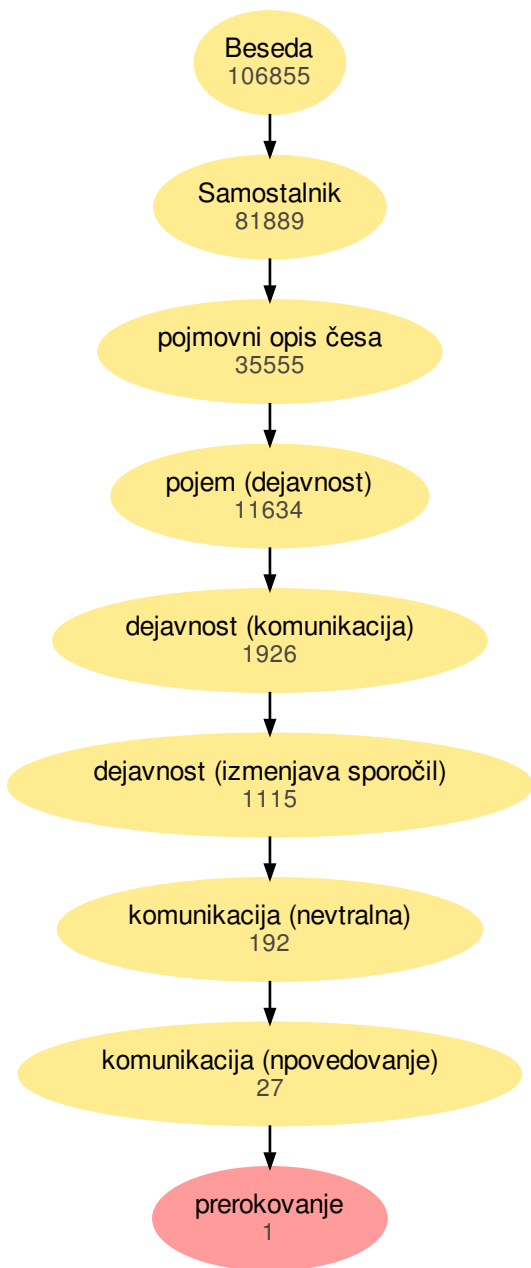 Beseda
106855
Samostalnik
81889
pojmovni opis česa
35555
pojem (dejavnost)
11634
dejavnost (komunikacija)
1926
dejavnost (izmenjava sporočil)
1115
komunikacija (nevtralna)
192
komunikacija (npovedovanje)
27
prerokovanje
1